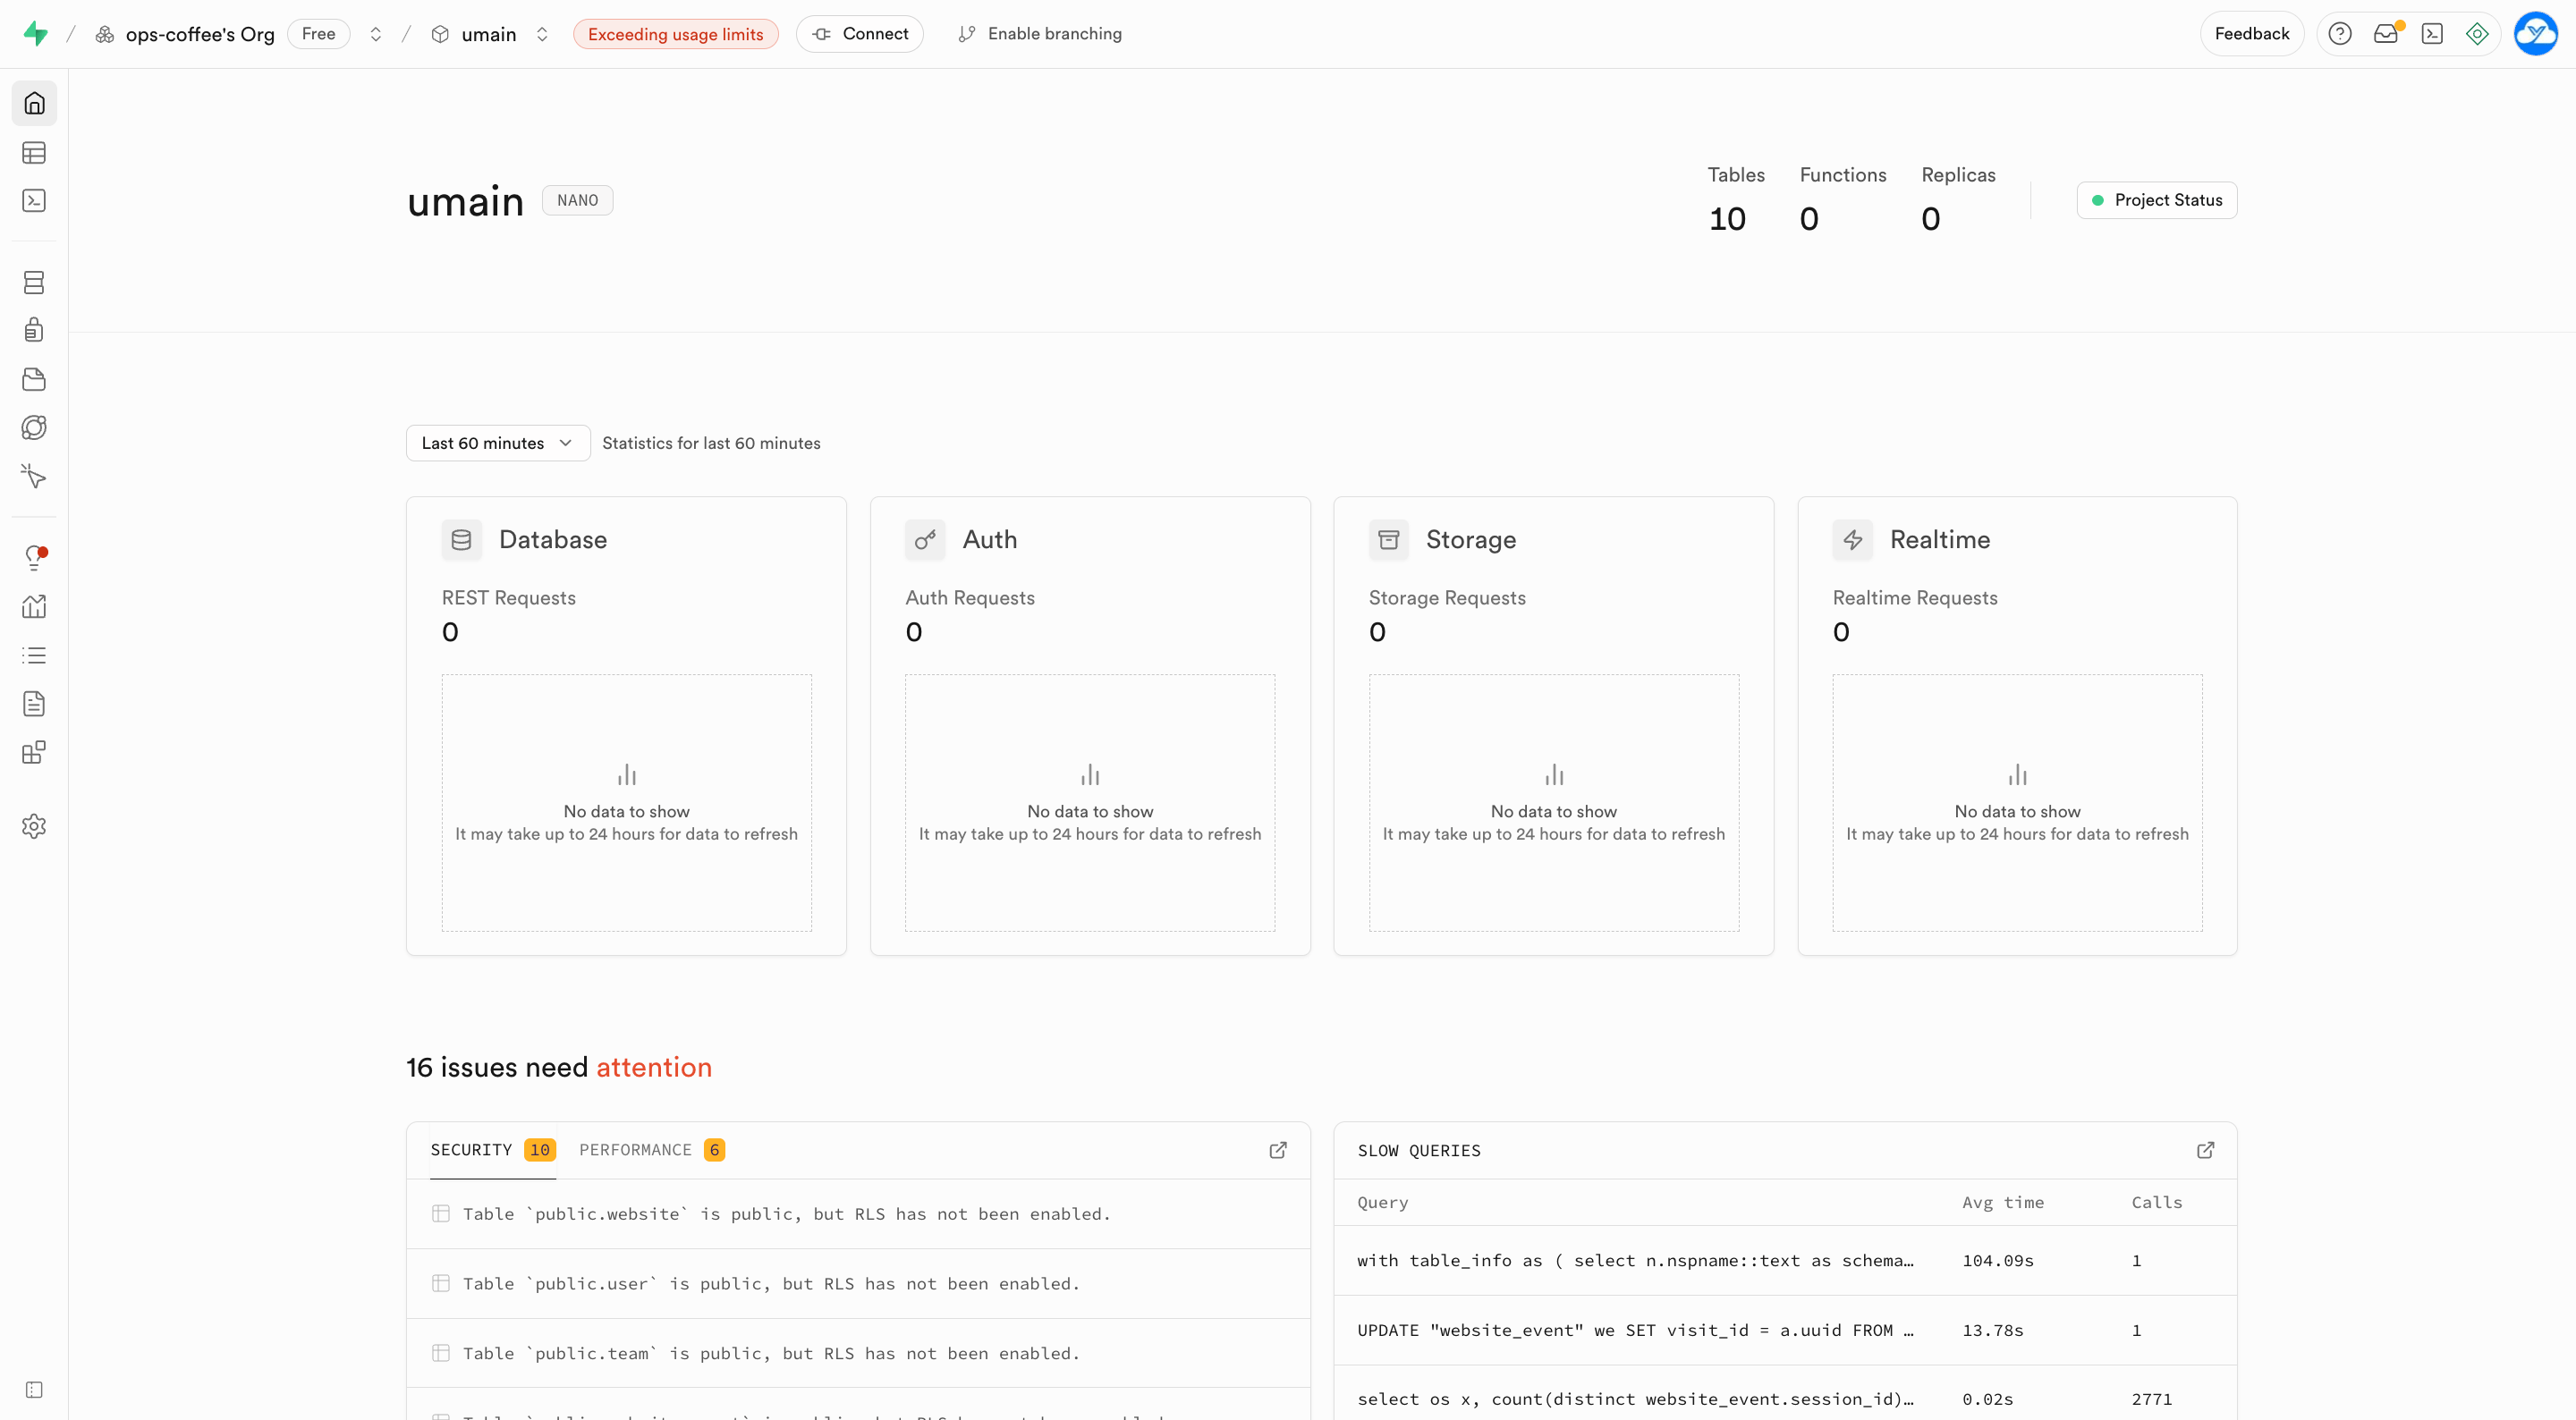 ops-coffee's Org Free umain Exceeding usage limits Connect Enable branching Feedback
umain NANO
Tables Functions Replicas
10 0 0
Project Status
Last 60 minutes Statistics for last 60 minutes
Database
REST Requests
0
No data to show
It may take up to 24 hours for data to refresh
Auth
Auth Requests
0
No data to show
It may take up to 24 hours for data to refresh
Storage
Storage Requests
0
No data to show
It may take up to 24 hours for data to refresh
Realtime
Realtime Requests
0
No data to show
It may take up to 24 hours for data to refresh
16 issues need attention
SECURITY 10 PERFORMANCE 6
Table `public.website` is public, but RLS has not been enabled.
Table `public.user` is public, but RLS has not been enabled.
Table `public.team` is public, but RLS has not been enabled.
SLOW QUERIES
Query Avg time Calls
with table_info as ( select n.nspname::text as schema… 104.09s 1
UPDATE "website_event" we SET visit_id = a.uuid FROM … 13.78s 1
select os x, count(distinct website_event.session_id)… 0.02s 2771